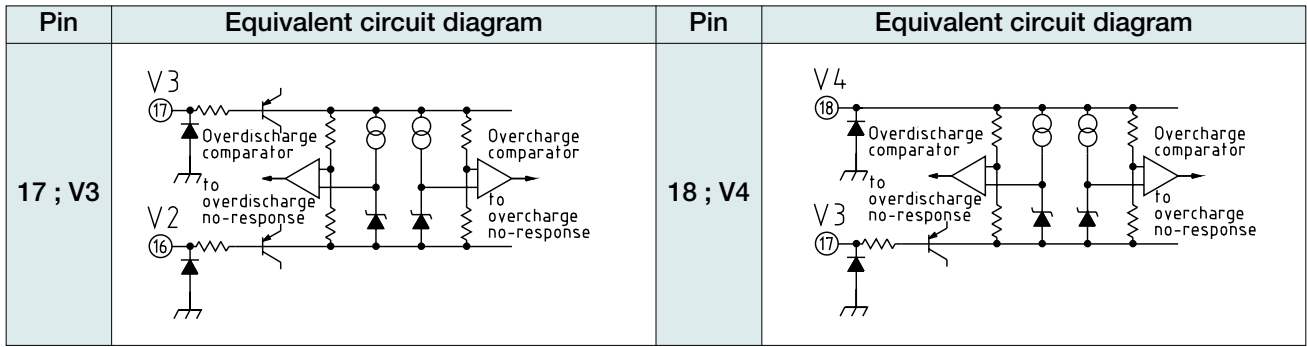 Pin
Equivalent circuit diagram
Pin
Equivalent circuit diagram
17 ; V3
V3
17
Overdischarge
comparator
Overcharge
comparator
to
overdischarge
no-response
to
overcharge
no-response
V2
16
18 ; V4
V4
18
Overdischarge
comparator
Overcharge
comparator
to
overdischarge
no-response
to
overcharge
no-response
V3
17